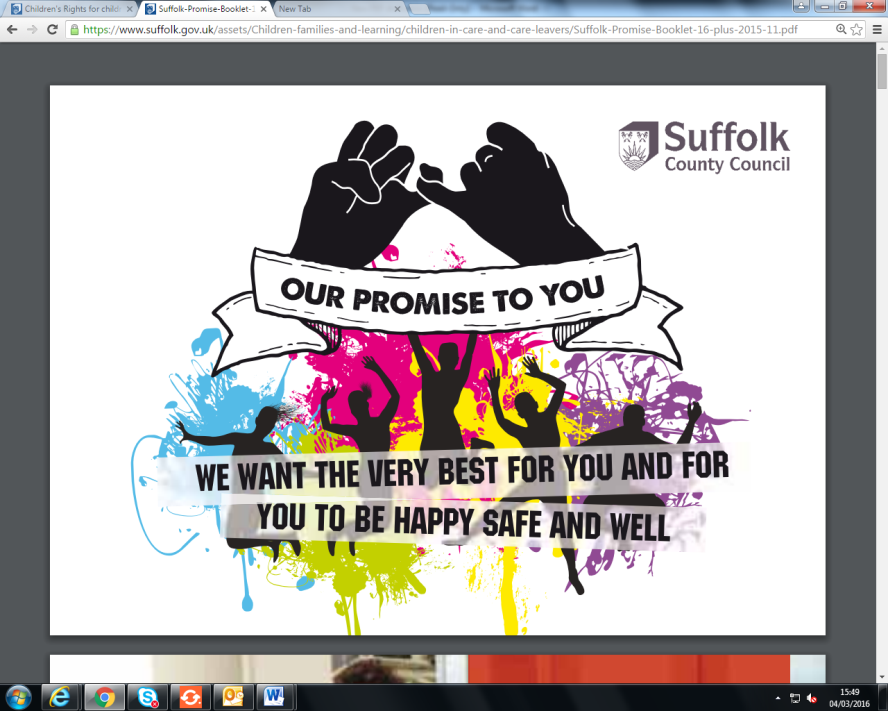 Children's Rights for child
Suffolk-Promise-Booklet-1
New Tab
https://www.suffolk.gov.uk/assets/Children-families-and-learning/children-in-care-and-care-leavers/Suffolk-Promise-Booklet-16-plus-2015-11.pdf
Suffolk
County Council
OUR PROMISE TO YOU
WE WANT THE VERY BEST FOR YOU AND FOR
YOU TO BE HAPPY SAFE AND WELL
15:49
04/03/2016